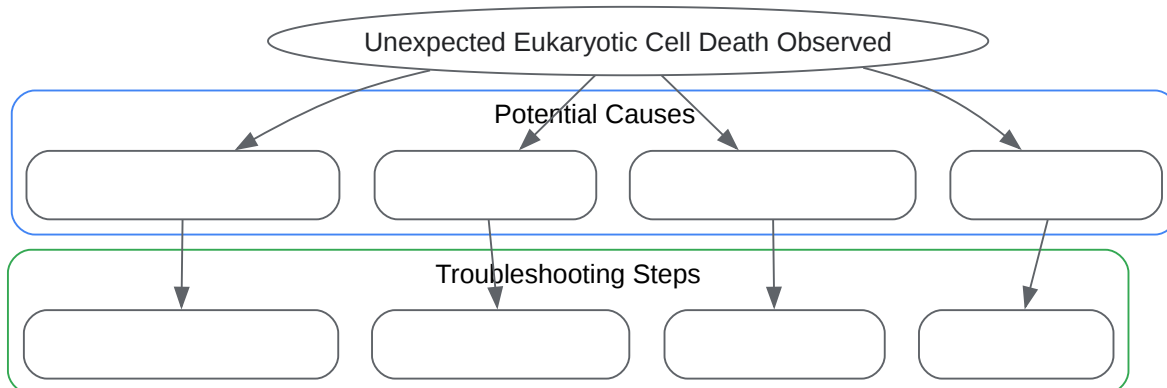 Unexpected Eukaryotic Cell Death Observed
Potential Causes
Troubleshooting Steps